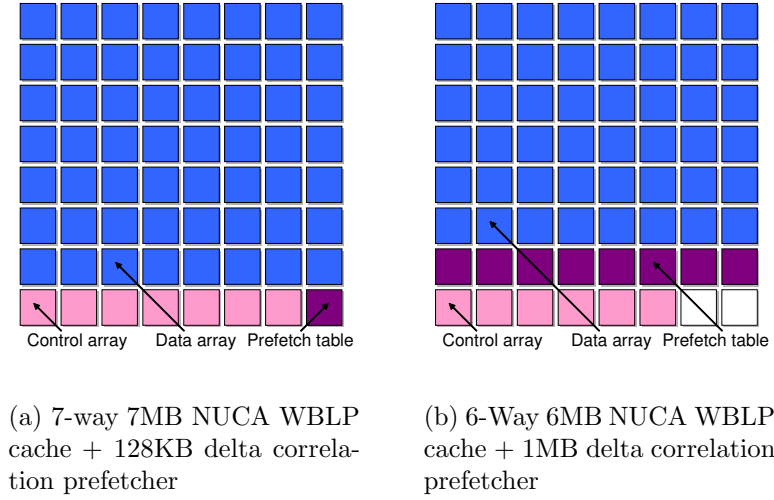 Control array Data array Prefetch table
Control array Data array Prefetch table
(a) 7-way 7MB NUCA WBLP
cache + 128KB delta correla-
tion prefetcher
(b) 6-Way 6MB NUCA WBLP
cache + 1MB delta correlation
prefetcher